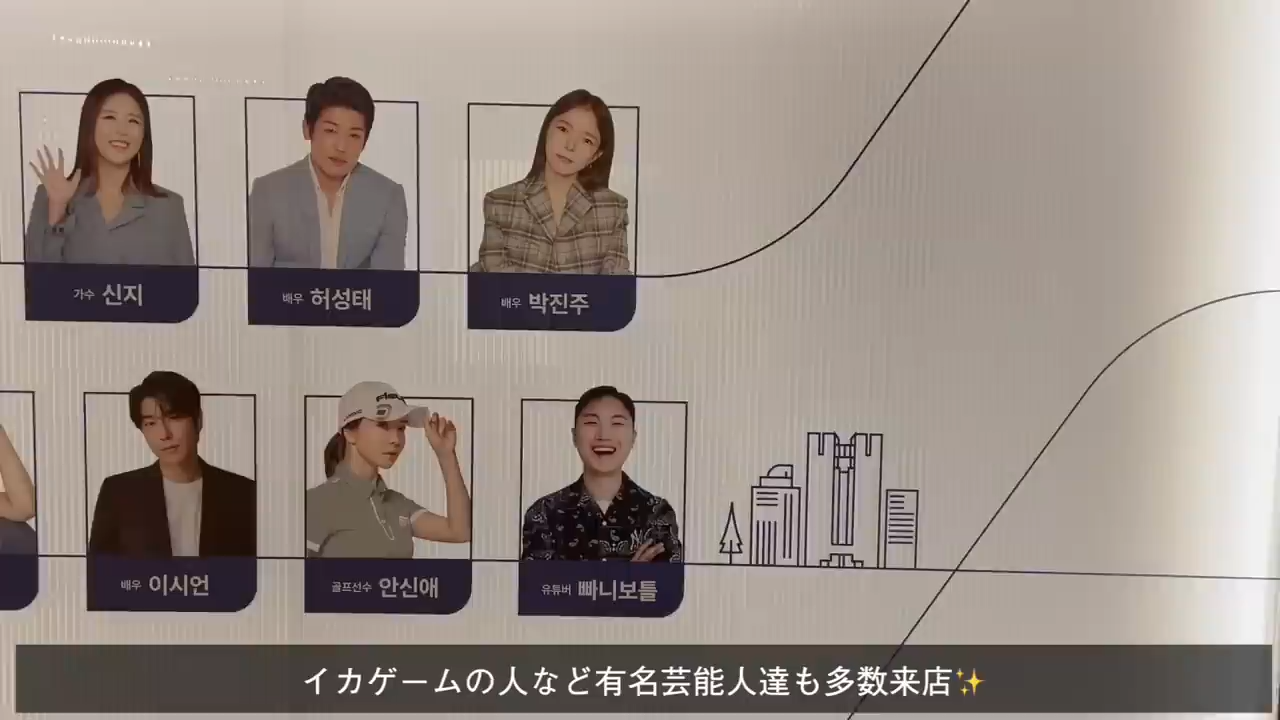 가수 신지
배우 허성태
배우 박진주
배우 이시언
골프선수 안신애
유튜버 빠니보틀
イカゲームの人など有名芸能人達も多数来店✨